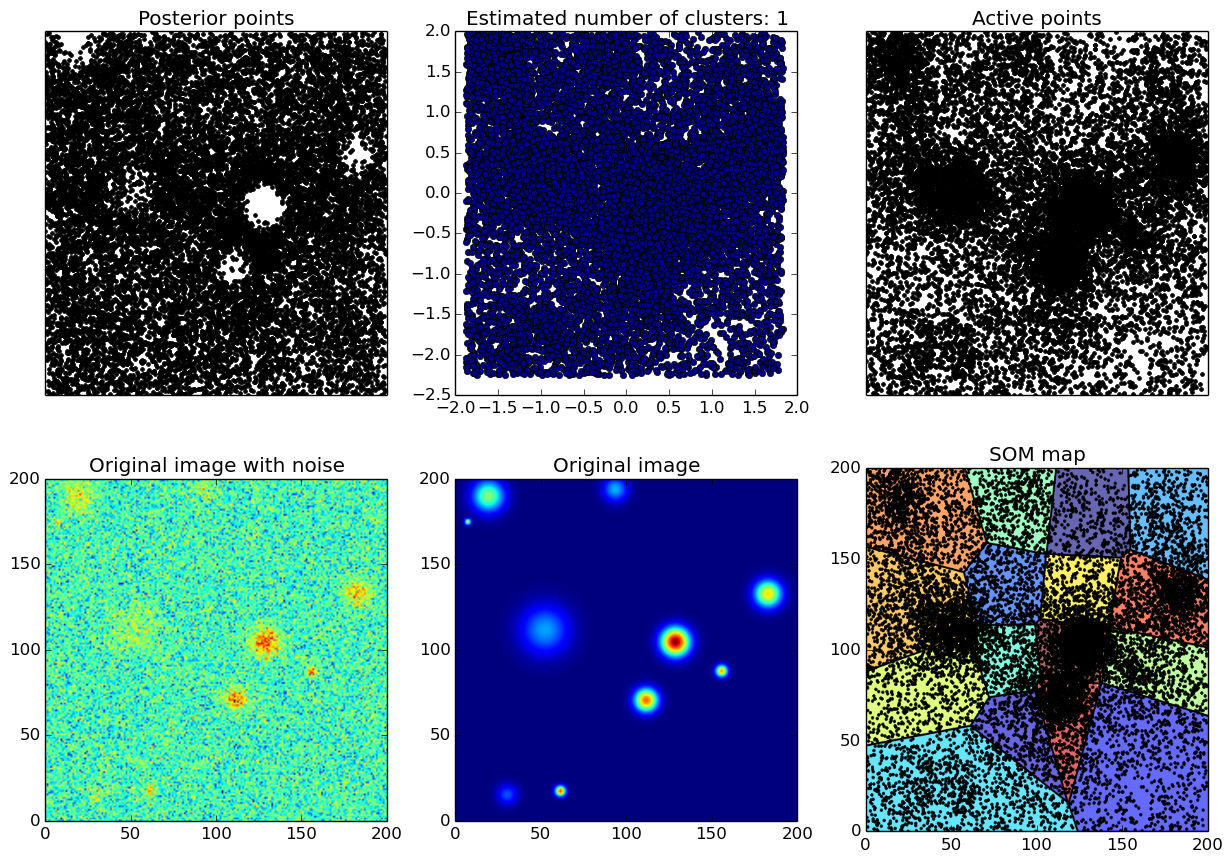 Posterior points
Estimated number of clusters: 1
Active points
2.0
1.5
1.0
0.5
0.0
−0.5
−1.0
−1.5
−2.0
−2.5
−2.0 −1.5 −1.0 −0.5 0.0 0.5 1.0 1.5 2.0
Original image with noise
Original image
SOM map
200
150
100
50
0
0 50 100 150 200
200
150
100
50
0
0 50 100 150 200
200
150
100
50
0
0 50 100 150 200